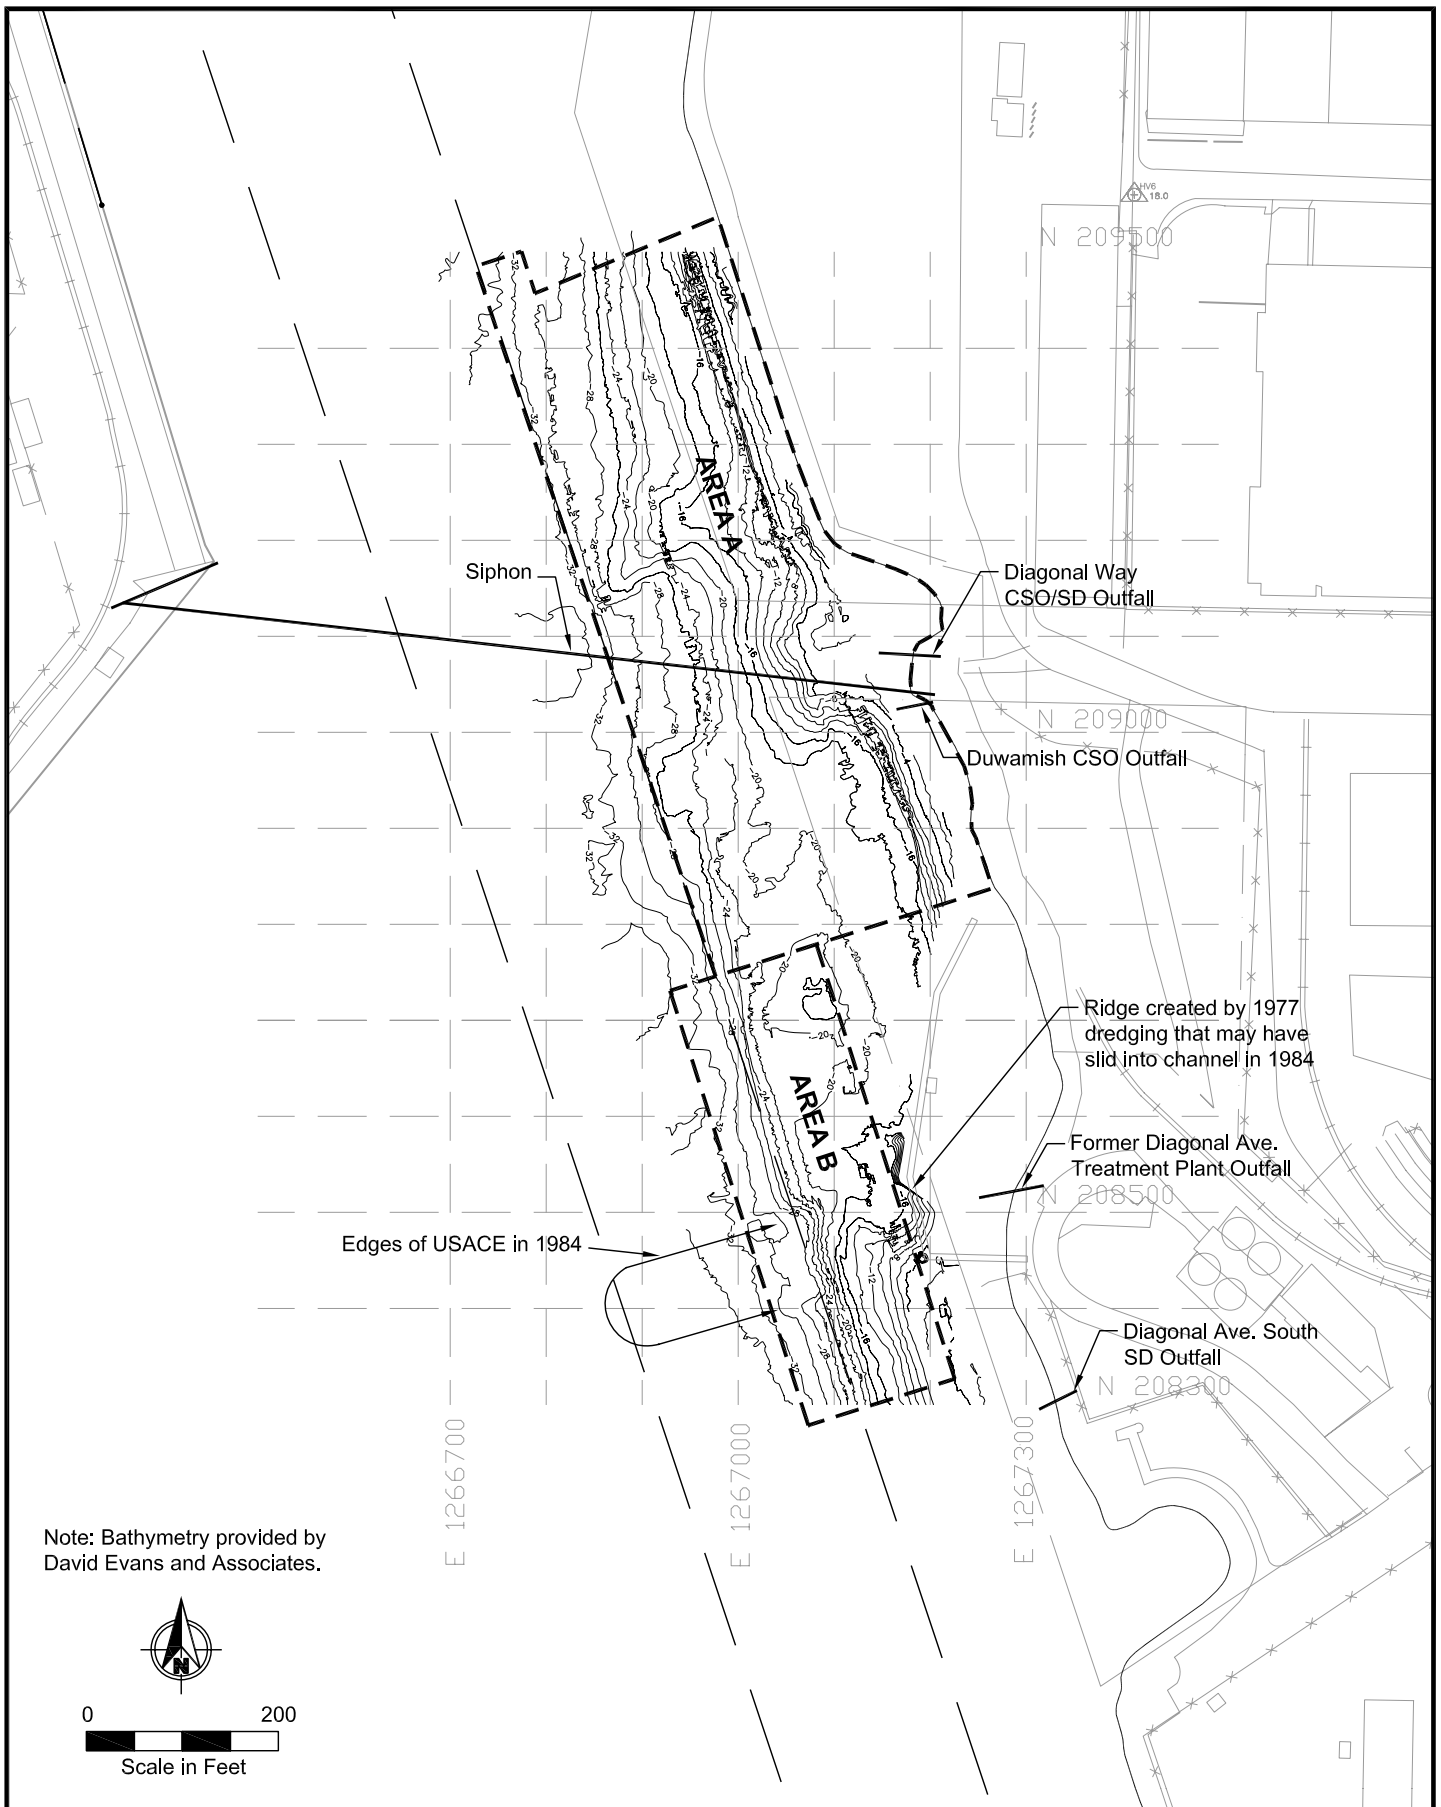 HV6
18.0
N 209500
AREA A
Siphon
Diagonal Way
CSO/SD Outfall
N 209000
Duwamish CSO Outfall
Ridge created by 1977
dredging that may have
slid into channel in 1984
AREA B
Former Diagonal Ave.
Treatment Plant Outfall
N 208500
Edges of USACE in 1984
Diagonal Ave. South
SD Outfall
N 208300
E 1266700
E 1267000
E 1267300
Note: Bathymetry provided by
David Evans and Associates.
N
0 200
Scale in Feet